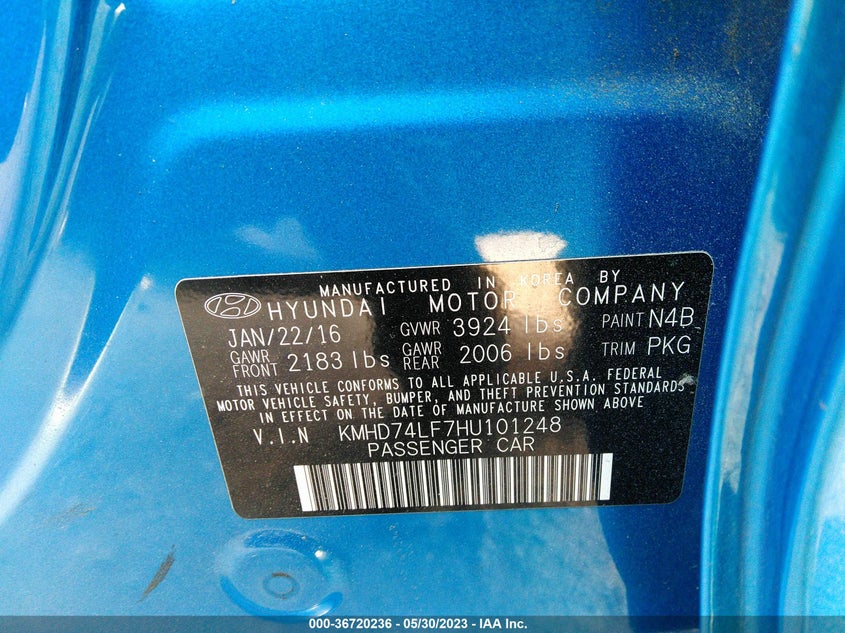 MANUFACTURED IN KOREA BY
HYUNDAI MOTOR COMPANY
JAN/22/16 GVWR 3924 lbs PAINT N4B
GAWR FRONT 2183 lbs GAWR REAR 2006 lbs TRIM PKG
THIS VEHICLE CONFORMS TO ALL APPLICABLE U.S.A. FEDERAL
MOTOR VEHICLE SAFETY, BUMPER, AND THEFT PREVENTION STANDARDS
IN EFFECT ON THE DATE OF MANUFACTURE SHOWN ABOVE
V.I.N KMHD74LF7HU101248
PASSENGER CAR
000-36720236 - 05/30/2023 - IAA Inc.